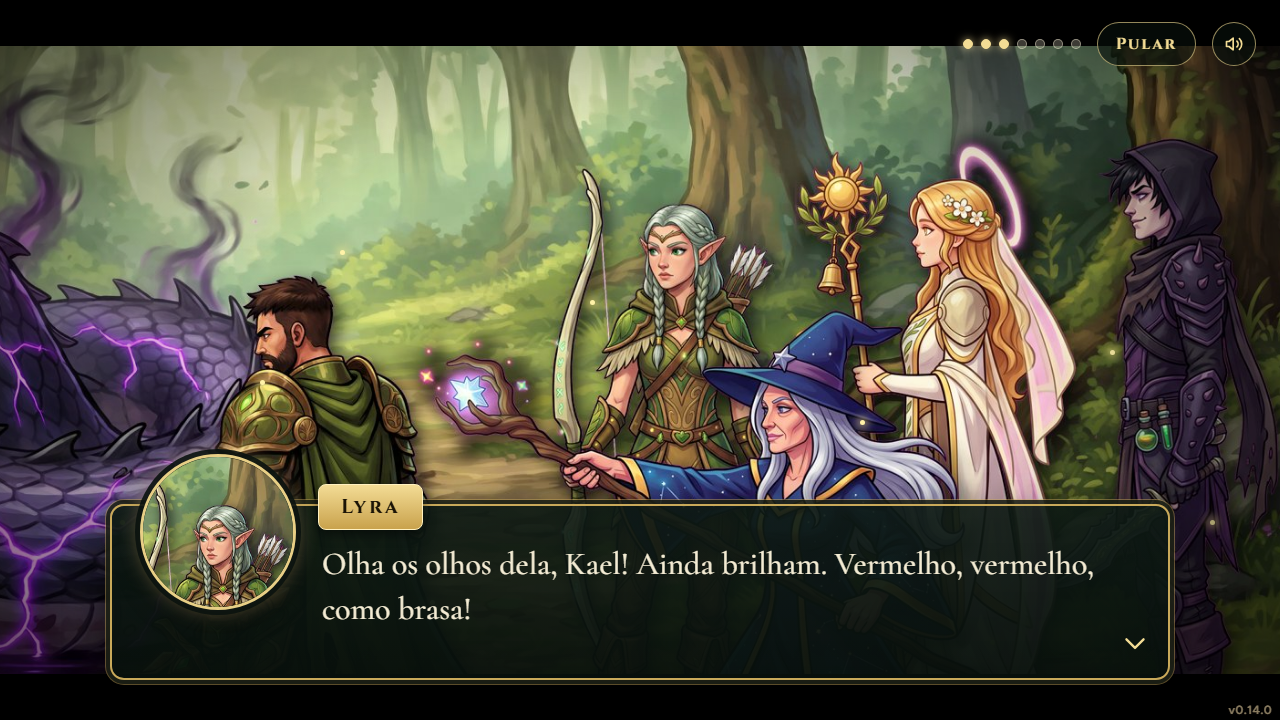 Pular
Lyra
Olha os olhos dela, Kael! Ainda brilham. Vermelho, vermelho,
como brasa!
v0.14.0